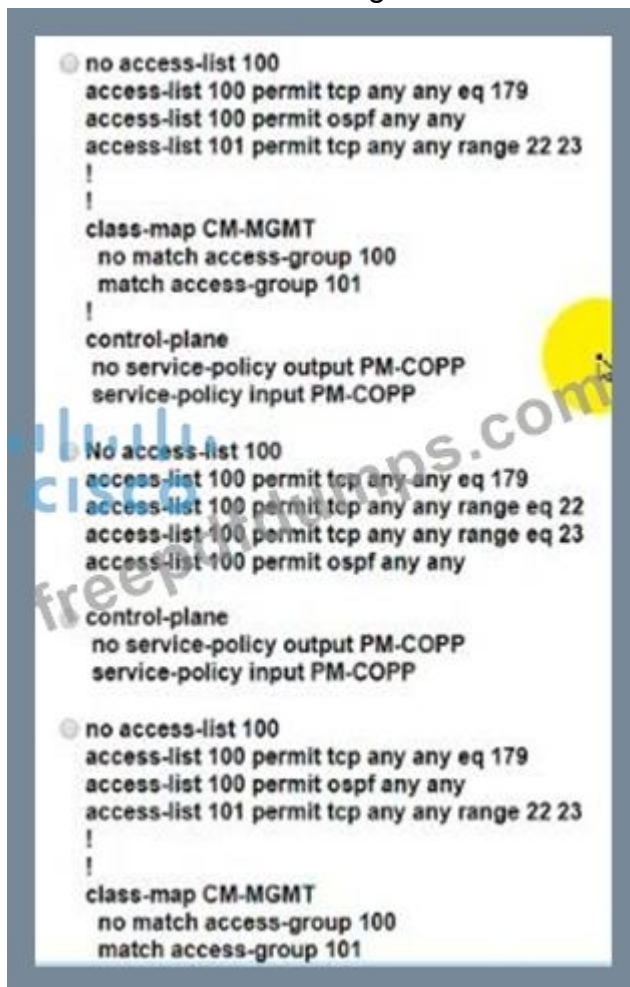 no access-list 100
access-list 100 permit tcp any any eq 179
access-list 100 permit ospf any any
access-list 101 permit tcp any any range 22 23
!
!
class-map CM-MGMT
no match access-group 100
match access-group 101
!
control-plane
no service-policy output PM-COPP
service-policy input PM-COPP
No access-list 100
access-list 100 permit tcp any any eq 179
access-list 100 permit tcp any any range eq 22
access-list 100 permit tcp any any range eq 23
access-list 100 permit ospf any any
control-plane
no service-policy output PM-COPP
service-policy input PM-COPP
no access-list 100
access-list 100 permit tcp any any eq 179
access-list 100 permit ospf any any
access-list 101 permit tcp any any range 22 23
!
!
class-map CM-MGMT
no match access-group 100
match access-group 101
CISCO
freepdfdumps.com